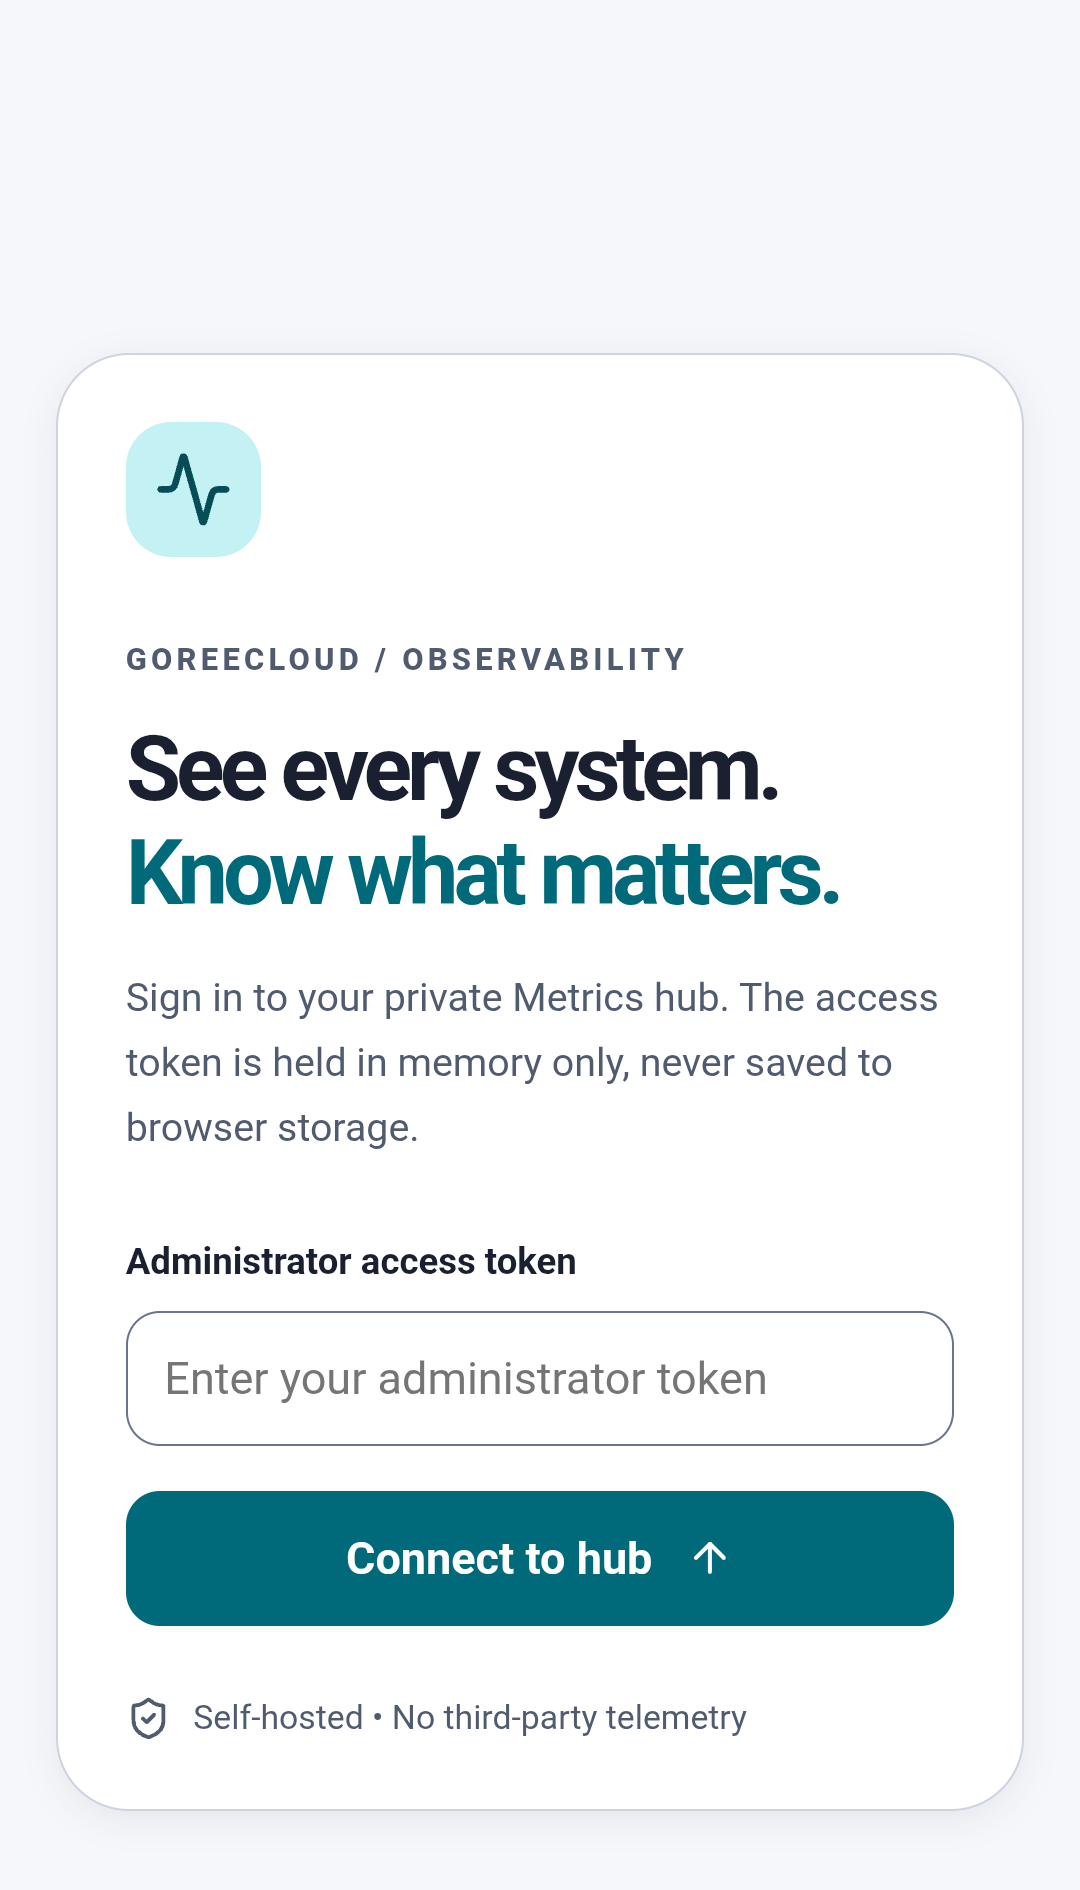 GOREECLOUD / OBSERVABILITY
See every system.
Know what matters.
Sign in to your private Metrics hub. The access
token is held in memory only, never saved to
browser storage.
Administrator access token
Enter your administrator token
Connect to hub
Self-hosted • No third-party telemetry